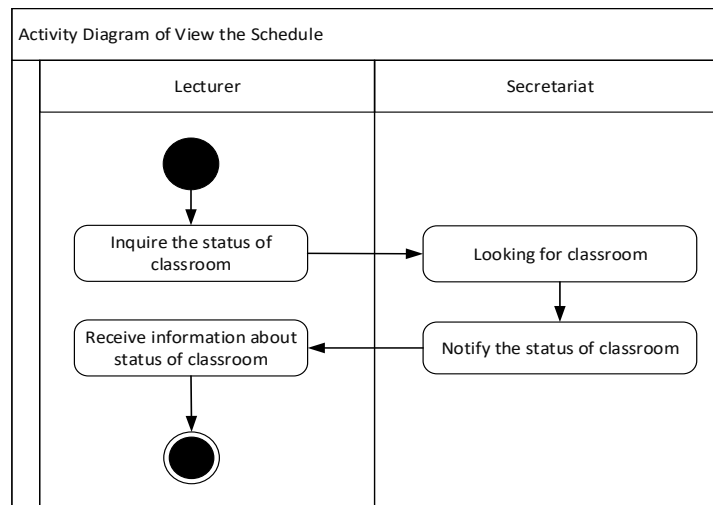 Activity Diagram of View the Schedule
Lecturer
Secretariat
Inquire the status of
classroom
Looking for classroom
Receive information about
status of classroom
Notify the status of classroom